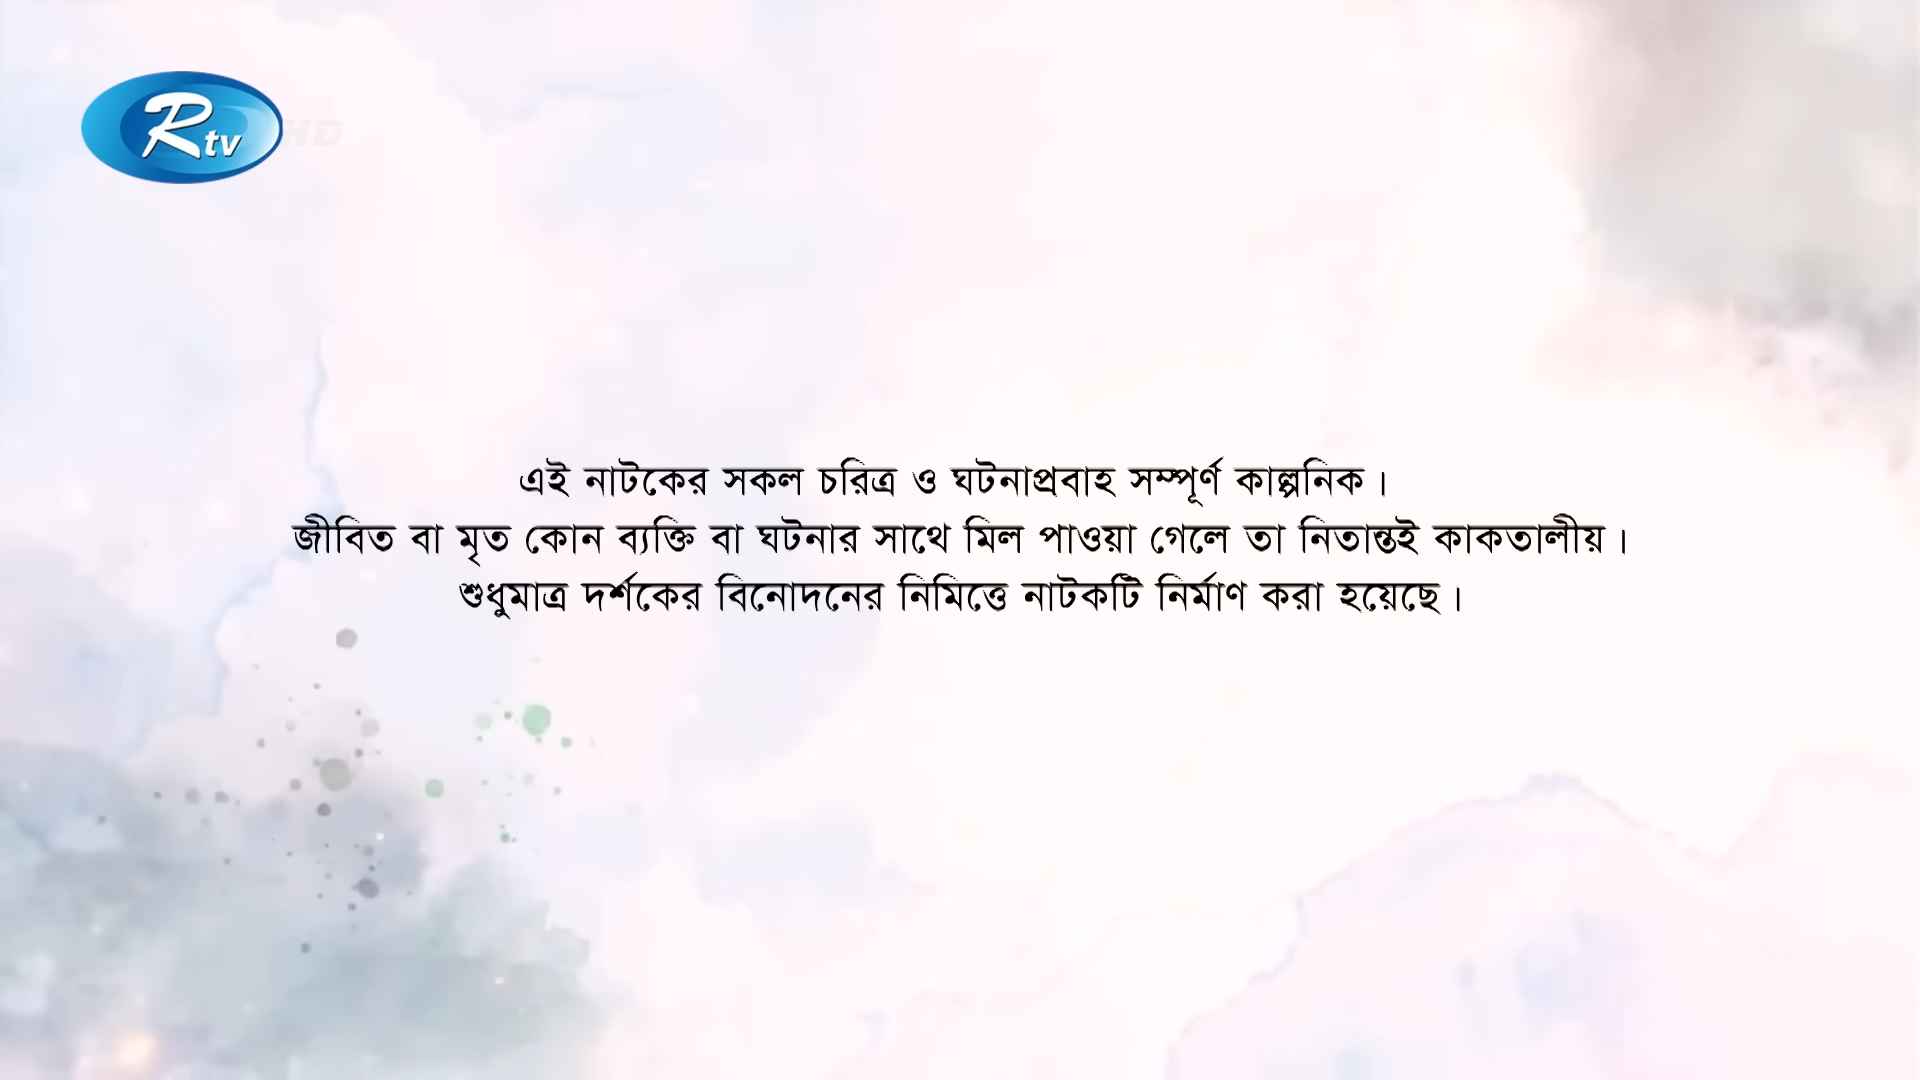 Rtv HD
এই নাটকের সকল চরিত্র ও ঘটনাপ্রবাহ সম্পূর্ণ কাল্পনিক।
জীবিত বা মৃত কোন ব্যক্তি বা ঘটনার সাথে মিল পাওয়া গেলে তা নিতান্তই কাকতালীয়।
শুধুমাত্র দর্শকের বিনোদনের নিমিত্তে নাটকটি নির্মাণ করা হয়েছে।